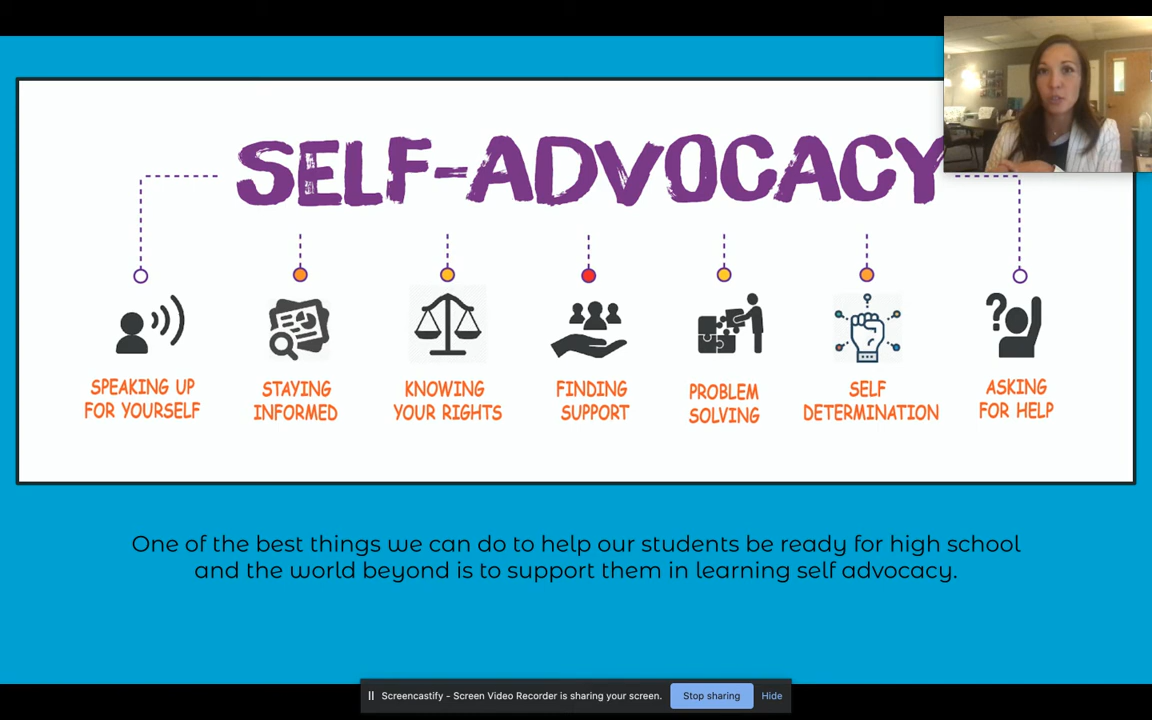 SELF-ADVOCACY
SPEAKING UP
FOR YOURSELF
STAYING
INFORMED
KNOWING
YOUR RIGHTS
FINDING
SUPPORT
PROBLEM
SOLVING
SELF
DETERMINATION
ASKING
FOR HELP
One of the best things we can do to help our students be ready for high school
and the world beyond is to support them in learning self advocacy.
Screencastify - Screen Video Recorder is sharing your screen. Stop sharing Hide